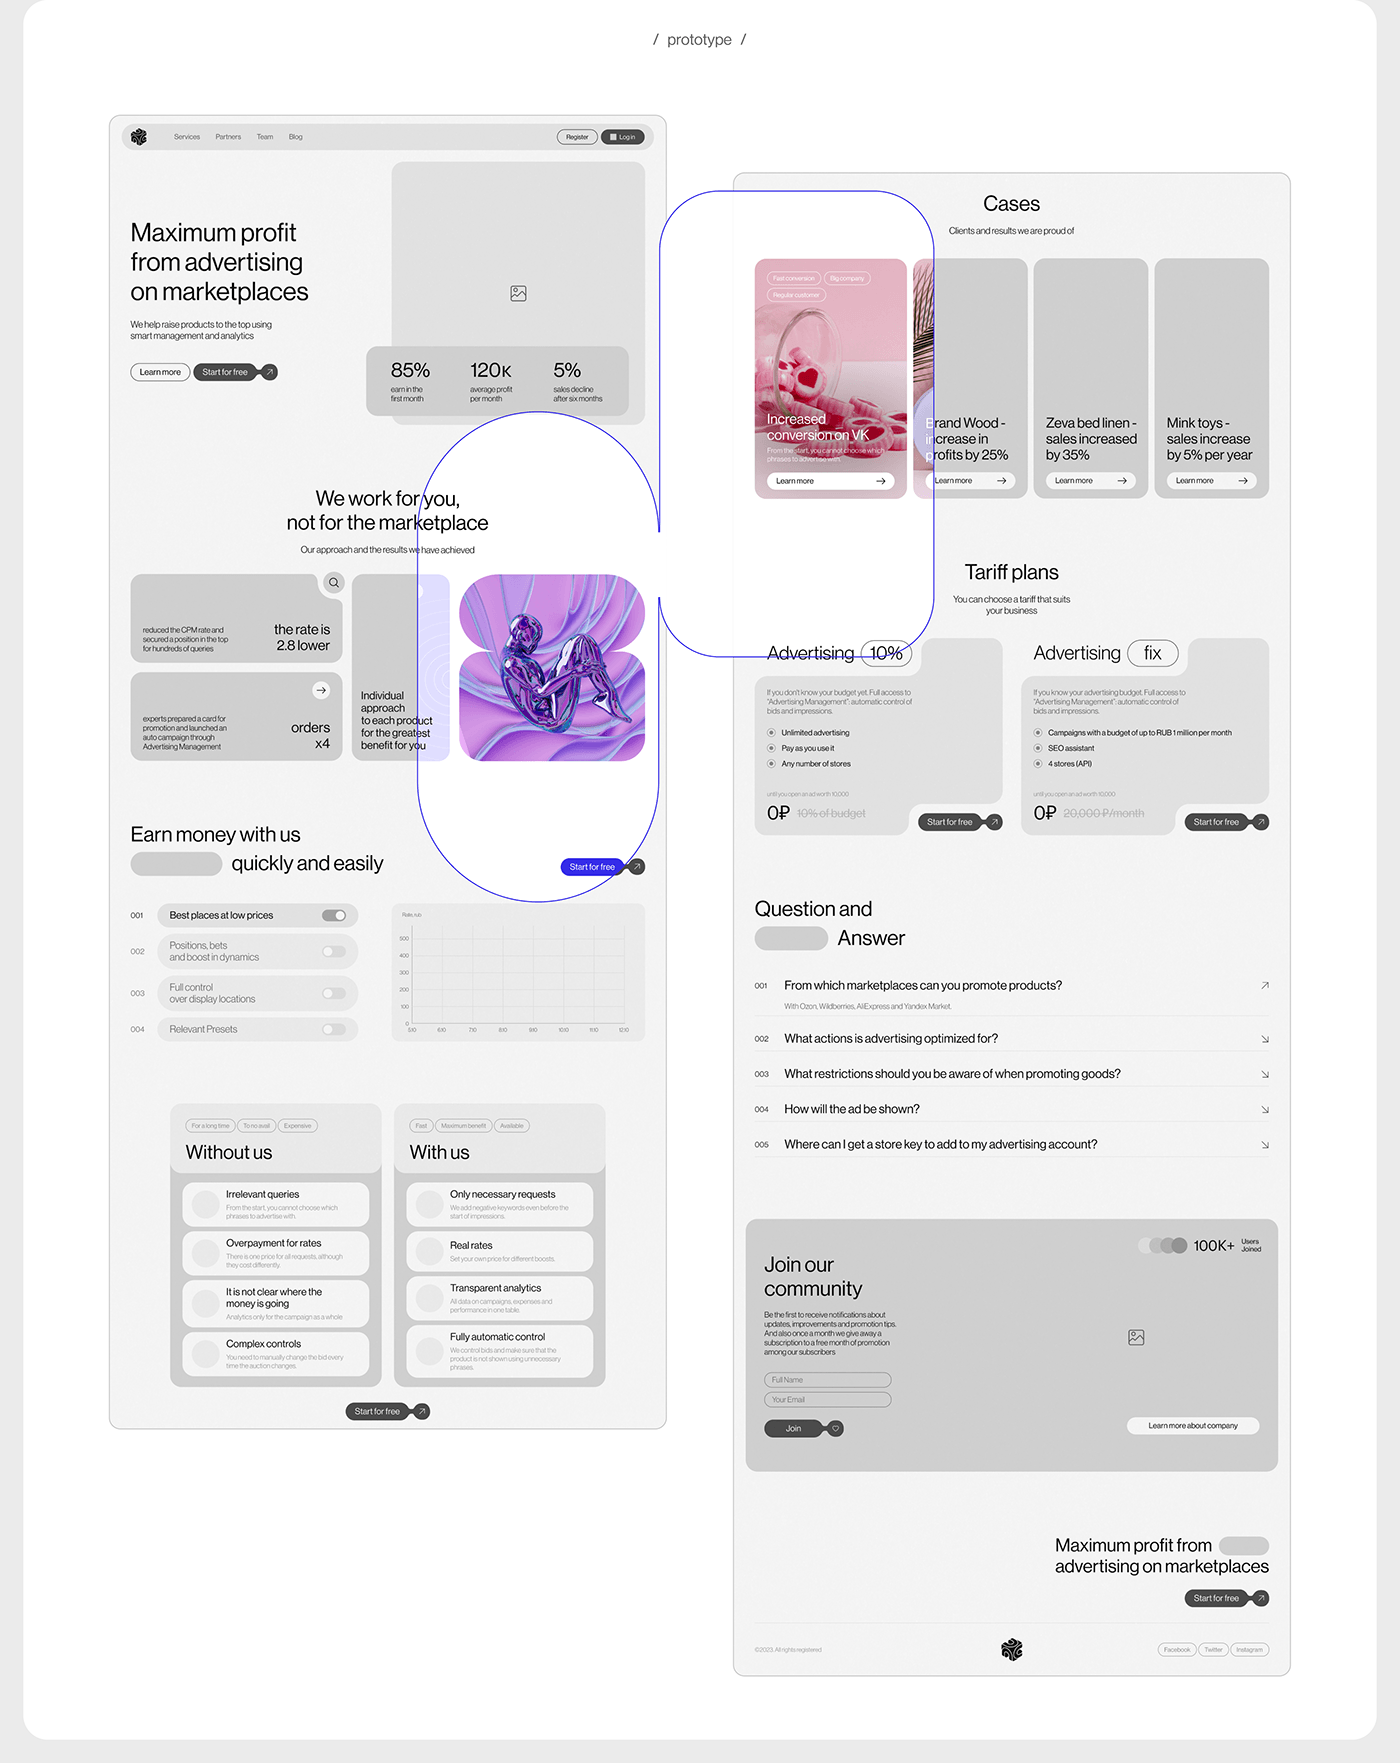 / prototype /
Services Partners Team Blog
Register Log in
Maximum profit
from advertising
on marketplaces
We help raise products to the top using
smart management and analytics
Learn more Start for free
85% 120K 5%
earn in the
first month
average profit
per month
sales decline
after six months
We work for you,
not for the marketplace
Our approach and the results we have achieved
reduced the CPM rate and
secured a position in the top
for hundreds of queries
the rate is
2.8 lower
experts prepared a card for
promotion and launched an
auto campaign through
Advertising Management
orders
x4
Individual
approach
to each product
for the greatest
benefit for you
Earn money with us
quickly and easily
Start for free
001 Best places at low prices
002 Positions, bets
and boost in dynamics
003 Full control
over display locations
004 Relevant Presets
Rate, rub
500
400
300
200
100
0
5.10 6.10 7.10 8.10 9.10 10.10 11.10 12.10
For a long time To no avail Expensive
Without us
Irrelevant queries
From the start, you cannot choose which
phrases to advertise with.
Overpayment for rates
There is one price for all requests, although
they cost differently.
It is not clear where the
money is going
Analytics only for the campaign as a whole
Complex controls
You need to manually change the bid every
time the auction changes.
Fast Maximum benefit Available
With us
Only necessary requests
We add negative keywords even before the
start of impressions.
Real rates
Set your own price for different boosts.
Transparent analytics
All data on campaigns, expenses and
performance in one table.
Fully automatic control
We control bids and make sure that the
product is not shown using unnecessary
phrases.
Start for free
Cases
Clients and results we are proud of
Fast conversion Big company
Regular customer
Increased
conversion on VK
From the start, you cannot choose which
phrases to advertise with.
Learn more
Brand Wood -
increase in
profits by 25%
Learn more
Zeva bed linen -
sales increased
by 35%
Learn more
Mink toys -
sales increase
by 5% per year
Learn more
Tariff plans
You can choose a tariff that suits
your business
Advertising 10%
If you don't know your budget yet. Full access to
"Advertising Management": automatic control of
bids and impressions.
Unlimited advertising
Pay as you use it
Any number of stores
until you open an ad worth 10,000
0₽ 10% of budget
Start for free
Advertising fix
If you know your advertising budget. Full access to
"Advertising Management": automatic control of
bids and impressions.
Campaigns with a budget of up to RUB 1 million per month
SEO assistant
4 stores (API)
until you open an ad worth 10,000
0₽ 20,000 ₽/month
Start for free
Question and
Answer
001 From which marketplaces can you promote products?
With Ozon, Wildberries, AliExpress and Yandex Market.
002 What actions is advertising optimized for?
003 What restrictions should you be aware of when promoting goods?
004 How will the ad be shown?
005 Where can I get a store key to add to my advertising account?
100K+ Users
Joined
Join our
community
Be the first to receive notifications about
updates, improvements and promotion tips.
And also once a month we give away a
subscription to a free month of promotion
among our subscribers
Full Name
Your Email
Join
Learn more about company
Maximum profit from
advertising on marketplaces
Start for free
©2023, All rights registered
Facebook Twitter Instagram